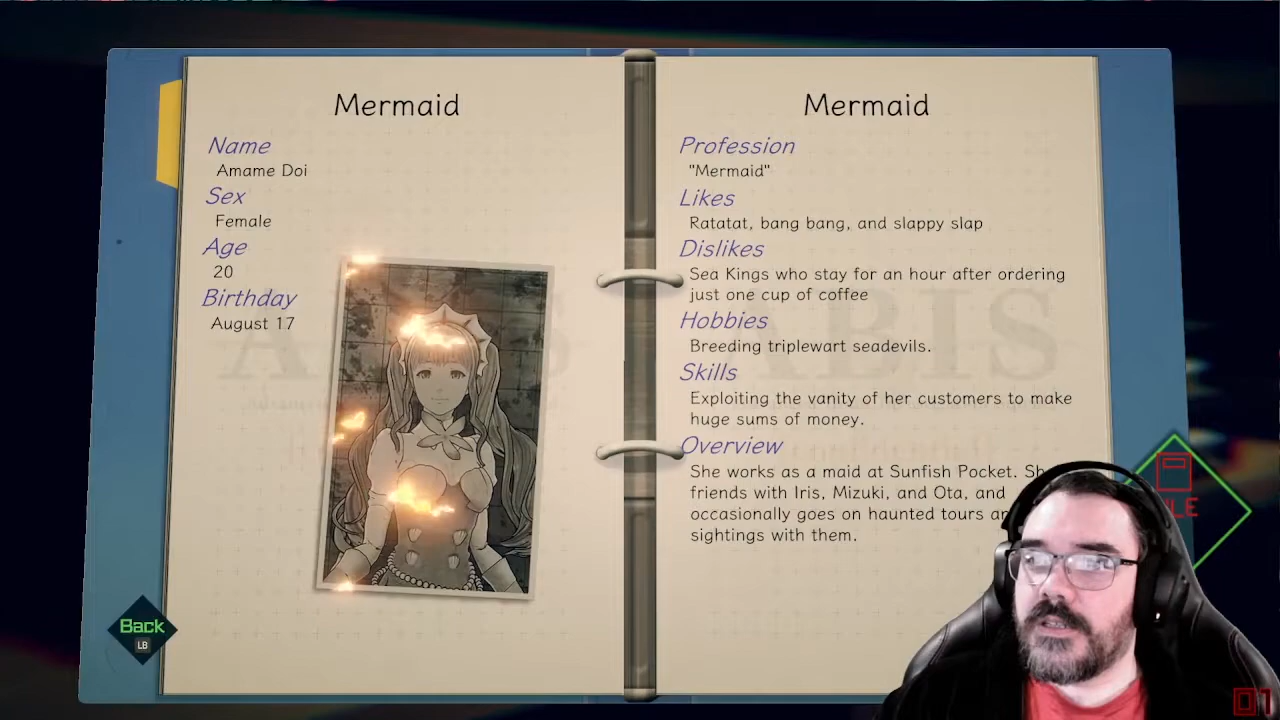 Mermaid
Name
Amame Doi
Sex
Female
Age
20
Birthday
August 17
Mermaid
Profession
"Mermaid"
Likes
Ratatat, bang bang, and slappy slap
Dislikes
Sea Kings who stay for an hour after ordering
just one cup of coffee
Hobbies
Breeding triplewart seadevils.
Skills
Exploiting the vanity of her customers to make
huge sums of money.
Overview
She works as a maid at Sunfish Pocket.
friends with Iris, Mizuki, and Ota, and
occasionally goes on haunted tours
sightings with them.
ABIS
Back
LB
01